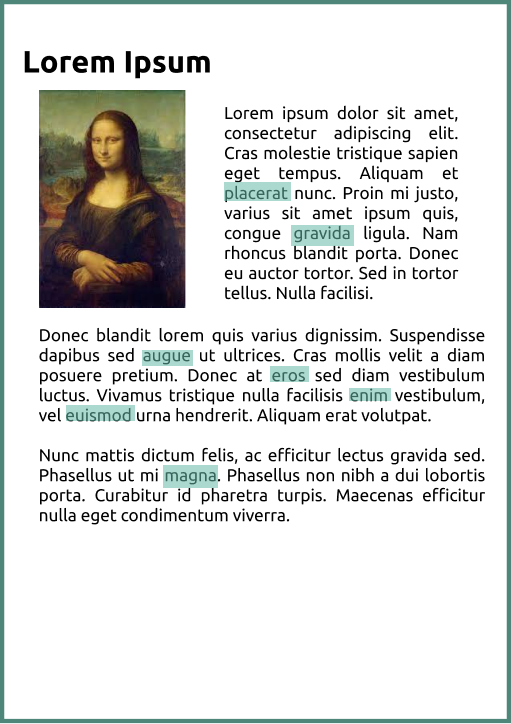 Lorem Ipsum
Lorem ipsum dolor sit amet,
consectetur adipiscing elit.
Cras molestie tristique sapien
eget tempus. Aliquam et
placerat nunc. Proin mi justo,
varius sit amet ipsum quis,
congue gravida ligula. Nam
rhoncus blandit porta. Donec
eu auctor tortor. Sed in tortor
tellus. Nulla facilisi.
Donec blandit lorem quis varius dignissim. Suspendisse
dapibus sed augue ut ultrices. Cras mollis velit a diam
posuere pretium. Donec at eros sed diam vestibulum
luctus. Vivamus tristique nulla facilisis enim vestibulum,
vel euismod urna hendrerit. Aliquam erat volutpat.
Nunc mattis dictum felis, ac efficitur lectus gravida sed.
Phasellus ut mi magna. Phasellus non nibh a dui lobortis
porta. Curabitur id pharetra turpis. Maecenas efficitur
nulla eget condimentum viverra.